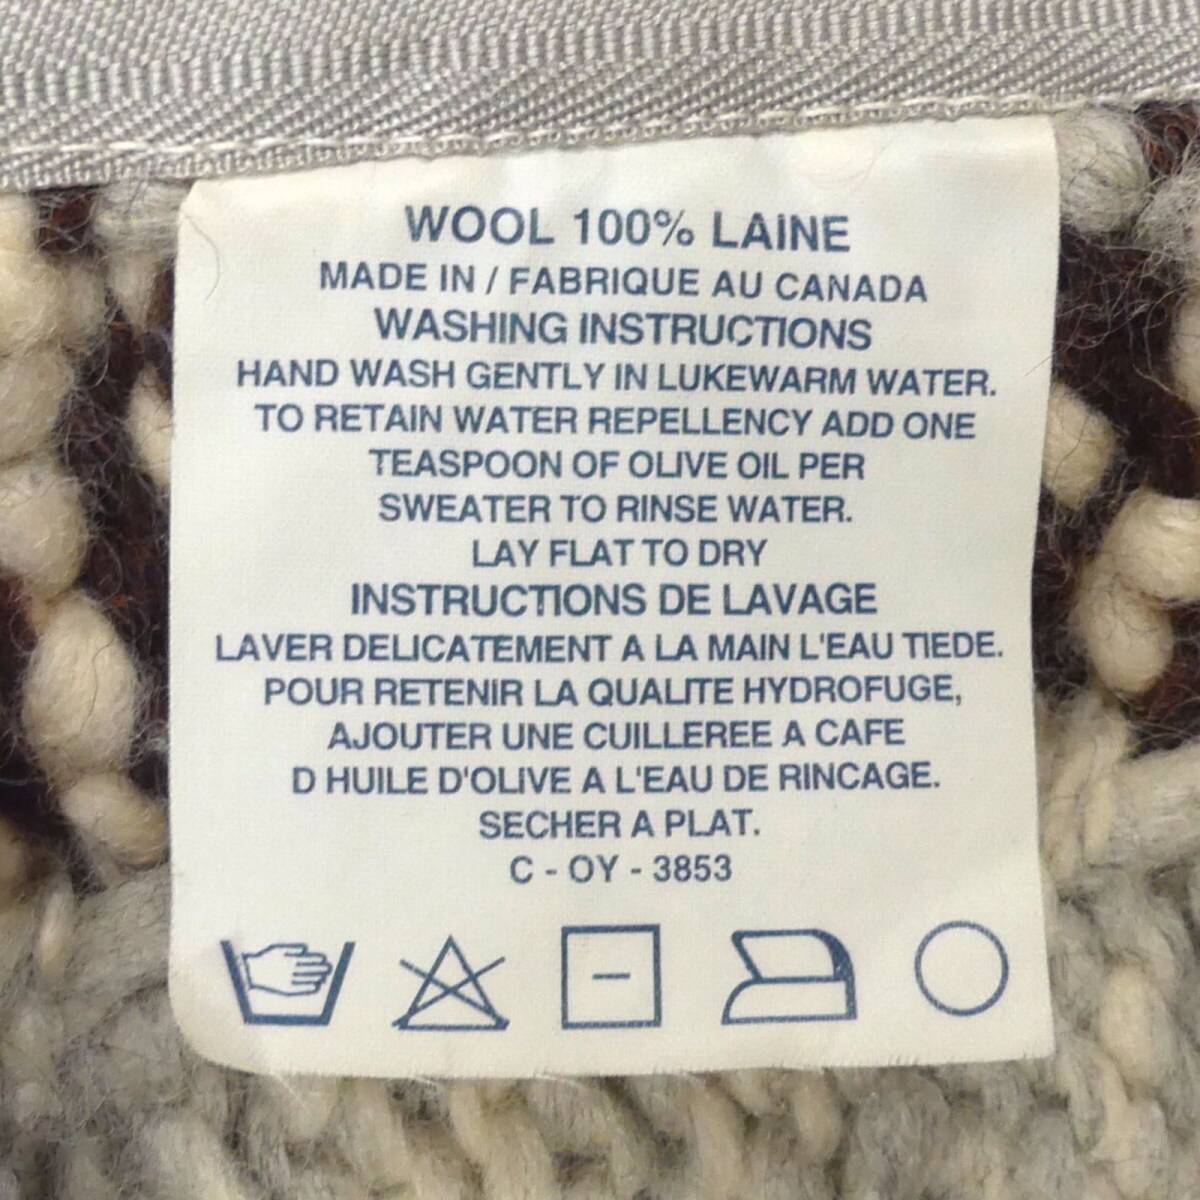 WOOL 100% LAINE
MADE IN / FABRIQUE AU CANADA
WASHING INSTRUCTIONS
HAND WASH GENTLY IN LUKEWARM WATER.
TO RETAIN WATER REPELLENCY ADD ONE
TEASPOON OF OLIVE OIL PER
SWEATER TO RINSE WATER.
LAY FLAT TO DRY
INSTRUCTIONS DE LAVAGE
LAVER DELICATEMENT A LA MAIN L'EAU TIEDE.
POUR RETENIR LA QUALITE HYDROFUGE,
AJOUTER UNE CUILLEREE A CAFE
D HUILE D'OLIVE A L'EAU DE RINCAGE.
SECHER A PLAT.
C - OY - 3853